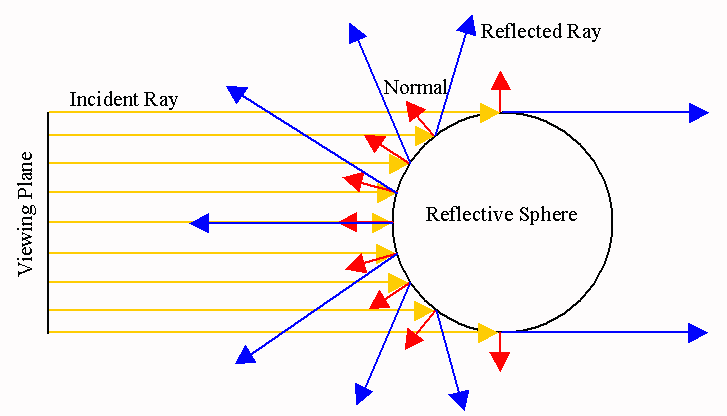 Reflected Ray
Normal
Incident Ray
Viewing Plane
Reflective Sphere